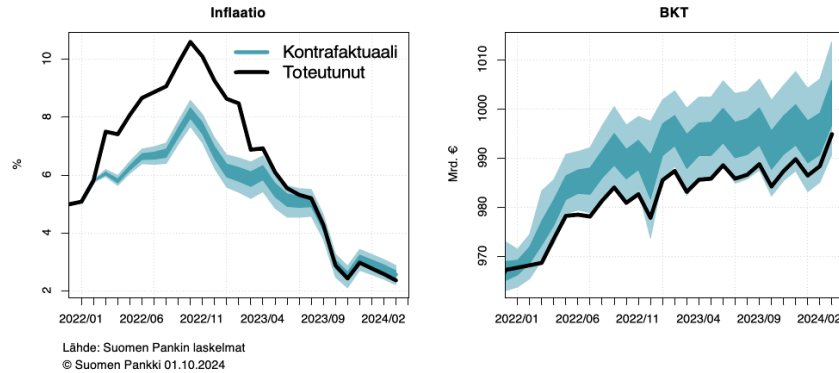 Inflaatio
%
10
8
6
4
2
Kontrafaktuaali
Toteutunut
2022/01 2022/06 2022/11 2023/04 2023/09 2024/02
BKT
Mrd. €
1010
1000
990
980
970
2022/01 2022/06 2022/11 2023/04 2023/09 2024/02
Lähde: Suomen Pankin laskelmat
© Suomen Pankki 01.10.2024